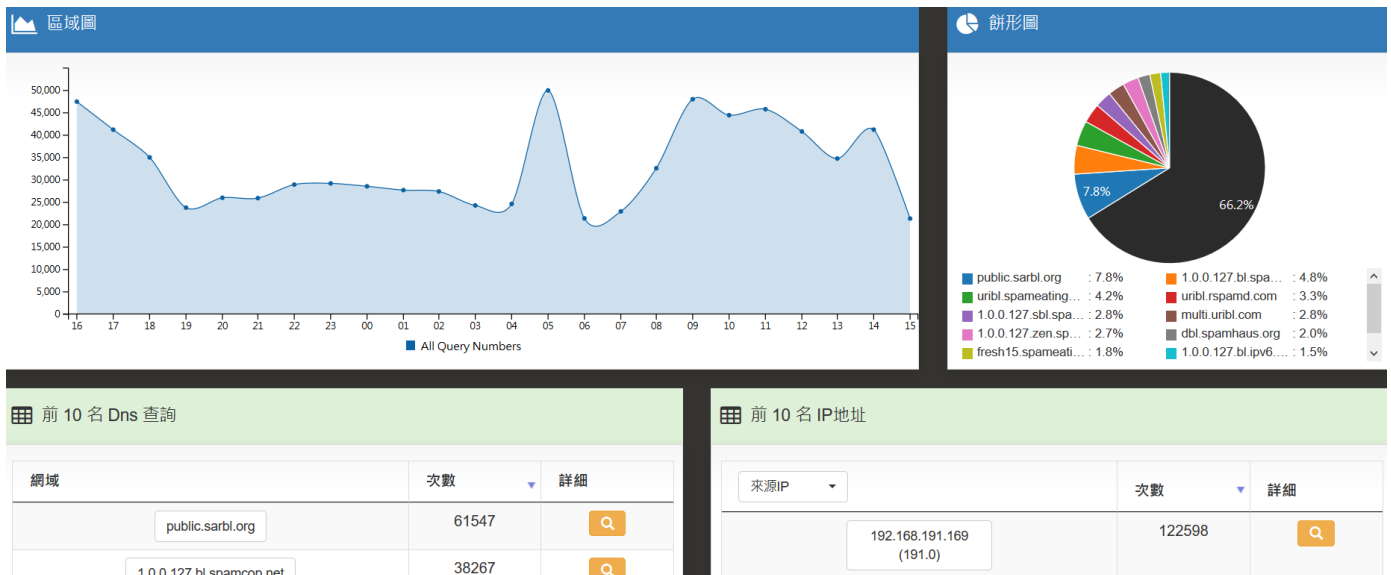 區域圖
50,000
45,000
40,000
35,000
30,000
25,000
20,000
15,000
10,000
5,000
0
16 17 18 19 20 21 22 23 00 01 02 03 04 05 06 07 08 09 10 11 12 13 14 15
All Query Numbers
餅形圖
7.8%
66.2%
public.sarbl.org : 7.8% 1.0.0.127.bl.spa... : 4.8%
uribl.spameating... : 4.2% uribl.rspamd.com : 3.3%
1.0.0.127.sbl.spa... : 2.8% multi.uribl.com : 2.8%
1.0.0.127.zen.sp... : 2.7% dbl.spamhaus.org : 2.0%
fresh15.spameati... : 1.8% 1.0.0.127.bl.ipv6.... : 1.5%
前 10 名 Dns 查詢
網域 次數 詳細
public.sarbl.org 61547
1.0.0.127.bl.spamcop.net 38267
前 10 名 IP地址
來源IP 次數 詳細
192.168.191.169 122598
(191.0)